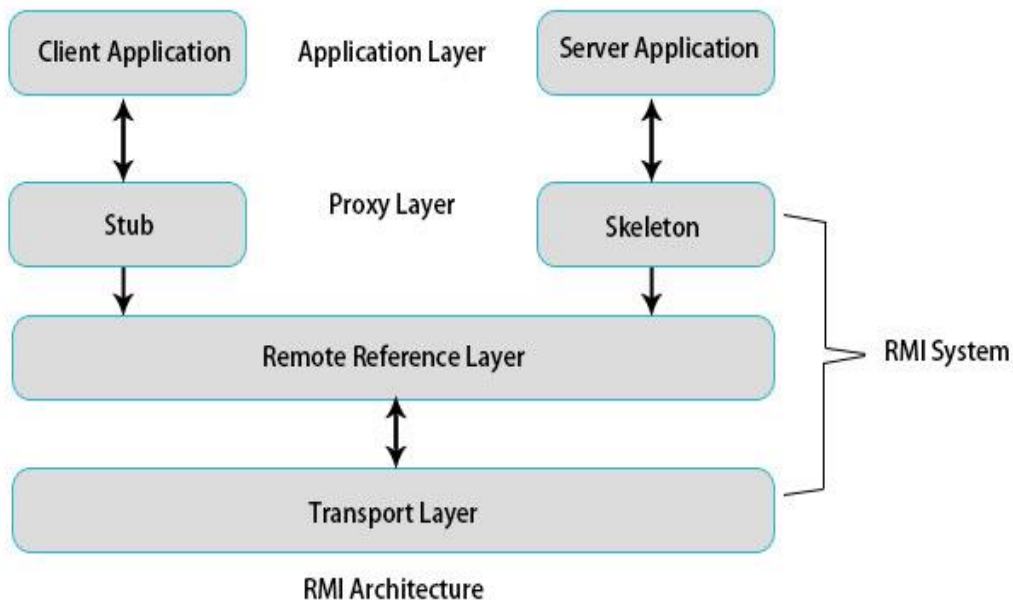 Client Application
Application Layer
Server Application
Stub
Proxy Layer
Skeleton
Remote Reference Layer
RMI System
Transport Layer
RMI Architecture